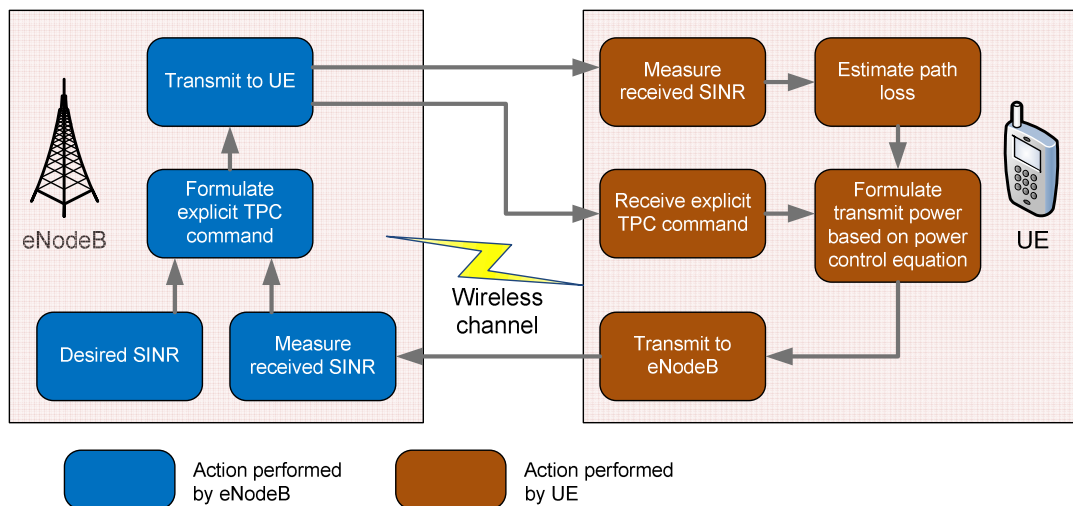 Transmit to UE
Formulate
explicit TPC
command
Desired SINR
Measure
received SINR
eNodeB
Wireless
channel
Measure
received SINR
Estimate path
loss
Receive explicit
TPC command
Formulate
transmit power
based on power
control equation
Transmit to
eNodeB
UE
Action performed
by eNodeB
Action performed
by UE